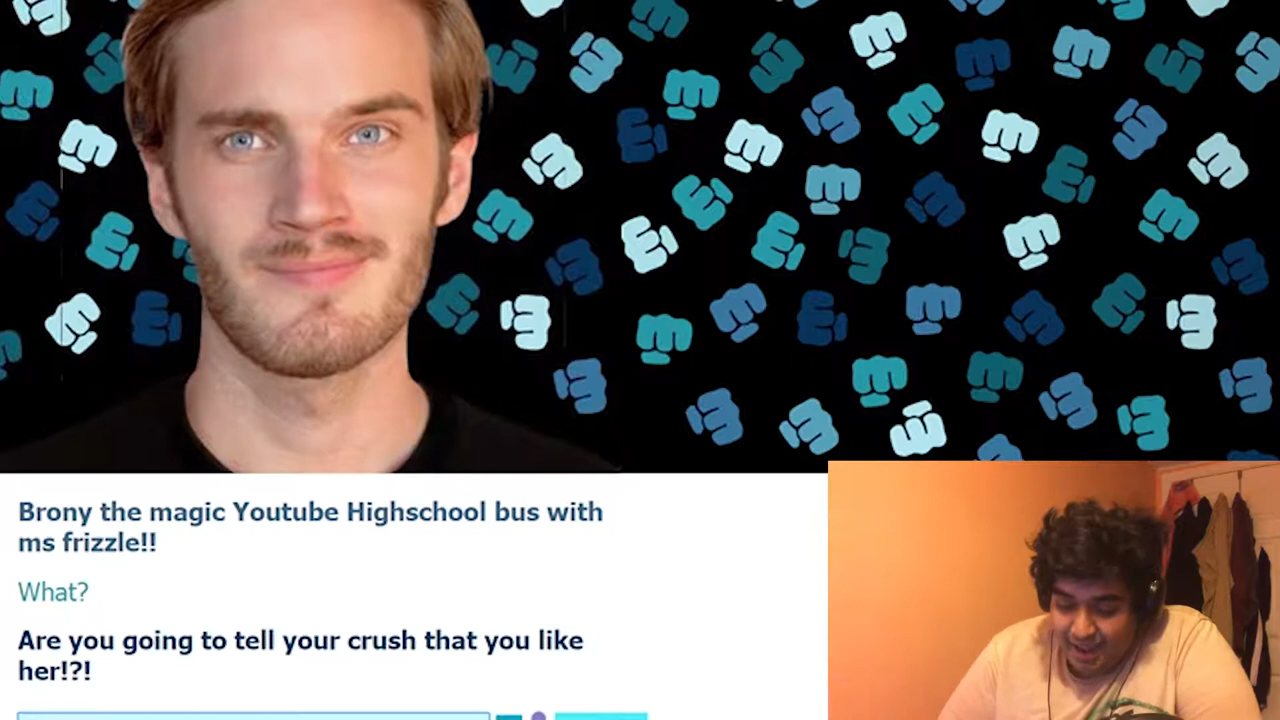 Brony the magic Youtube Highschool bus with
ms frizzle!!
What?
Are you going to tell your crush that you like
her!?!